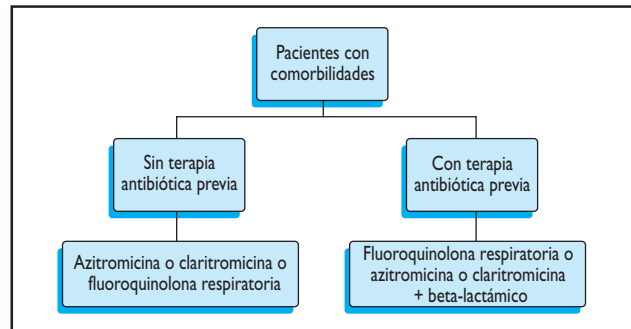 Pacientes con
comorbilidades
Sin terapia
antibiótica previa
Con terapia
antibiótica previa
Azitromicina o claritromicina o
fluoroquinolona respiratoria
Fluoroquinolona respiratoria o
azitromicina o claritromicina
+ beta-lactámico